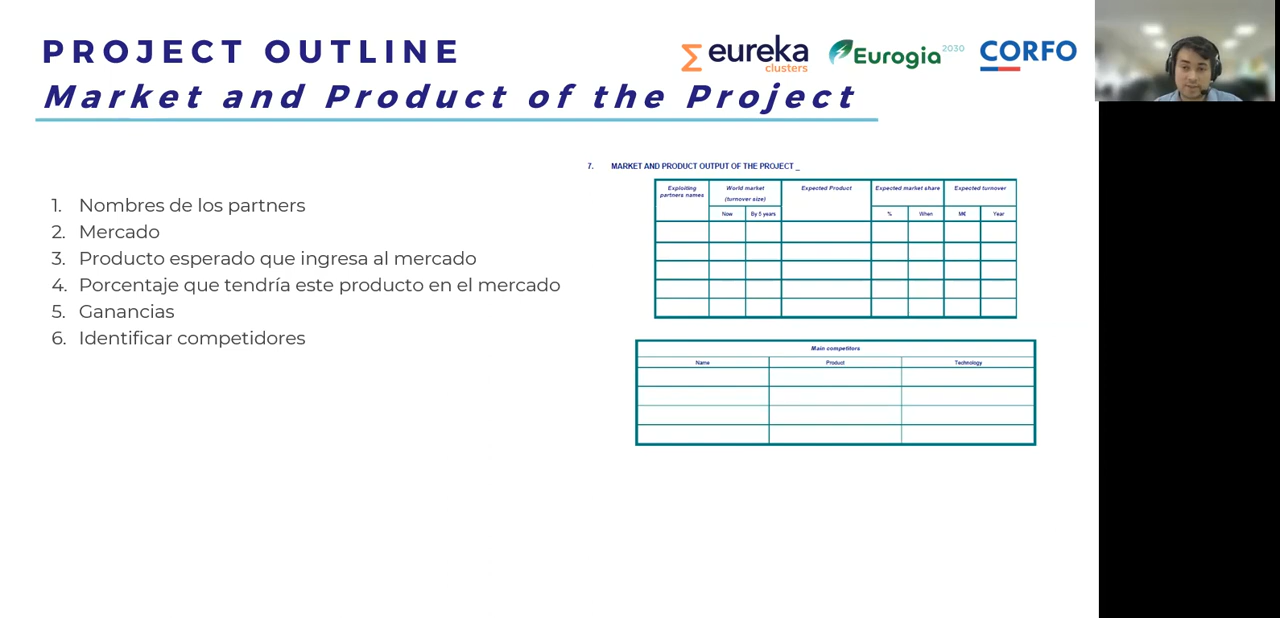 PROJECT OUTLINE
Market and Product of the Project
eureka
clusters
Eurogia2030
CORFO
1. Nombres de los partners
2. Mercado
3. Producto esperado que ingresa al mercado
4. Porcentaje que tendría este producto en el mercado
5. Ganancias
6. Identificar competidores
7. MARKET AND PRODUCT OUTPUT OF THE PROJECT _
Exploiting partners names
World market (turnover size)
Expected Product
Expected market share
Expected turnover
Now
By 5 years
%
When
M€
Year
Main competitors
Name
Product
Technology